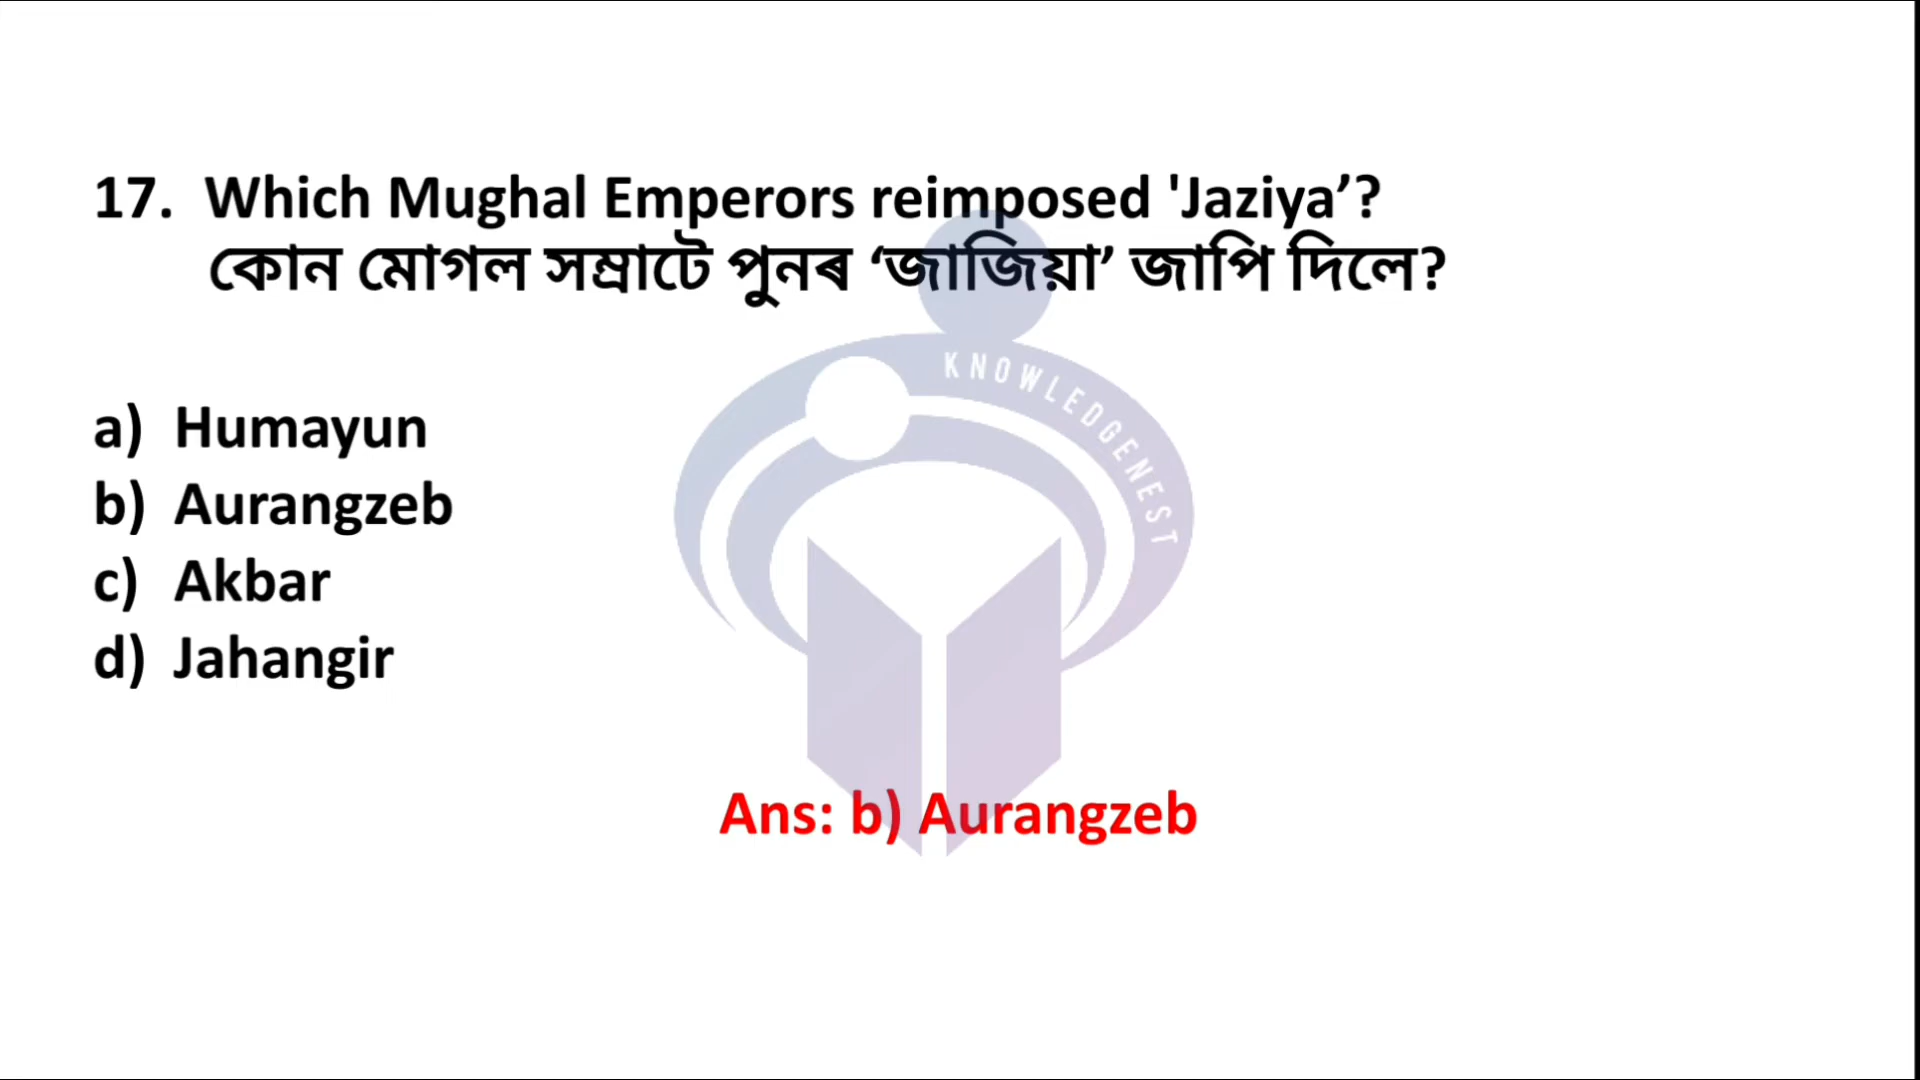 17. Which Mughal Emperors reimposed 'Jaziya’?
কোন মোগল সম্ৰাটে পুনৰ ‘জাজিয়া’ জাপি দিলে?
KNOWLEDGENEST
a) Humayun
b) Aurangzeb
c) Akbar
d) Jahangir
Ans: b) Aurangzeb